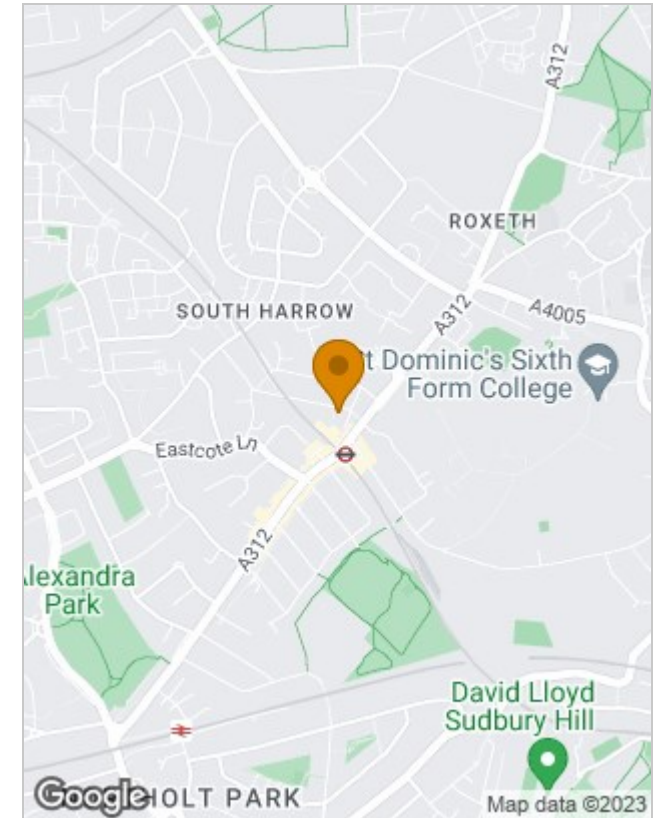 A312
ROXETH
SOUTH HARROW
A312
A4005
t Dominic's Sixth
Form College
Eastcote Ln
A312
Alexandra
Park
David Lloyd
Sudbury Hill
Google
HOLT PARK
Map data ©2023